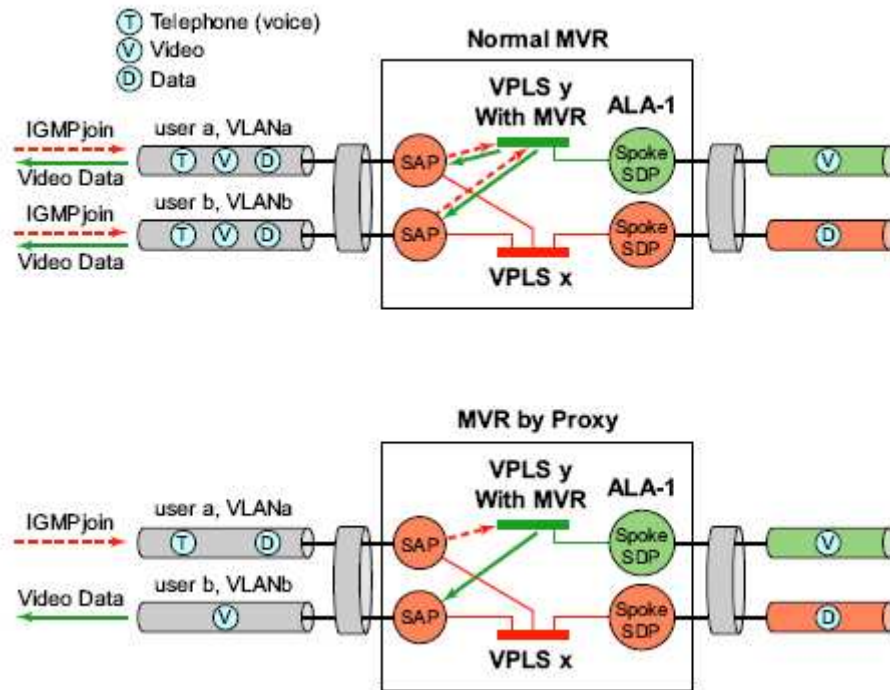 T Telephone (voice)
V Video
D Data
Normal MVR
VPLS y
With MVR
ALA-1
IGMPjoin
user a, VLANa
T V D
Video Data
SAP
Spoke
SDP
V
IGMPjoin
user b, VLANb
T V D
Video Data
SAP
Spoke
SDP
D
VPLS x
MVR by Proxy
VPLS y
With MVR
ALA-1
IGMPjoin
user a, VLANa
T D
SAP
Spoke
SDP
V
Video Data
user b, VLANb
V
SAP
Spoke
SDP
D
VPLS x